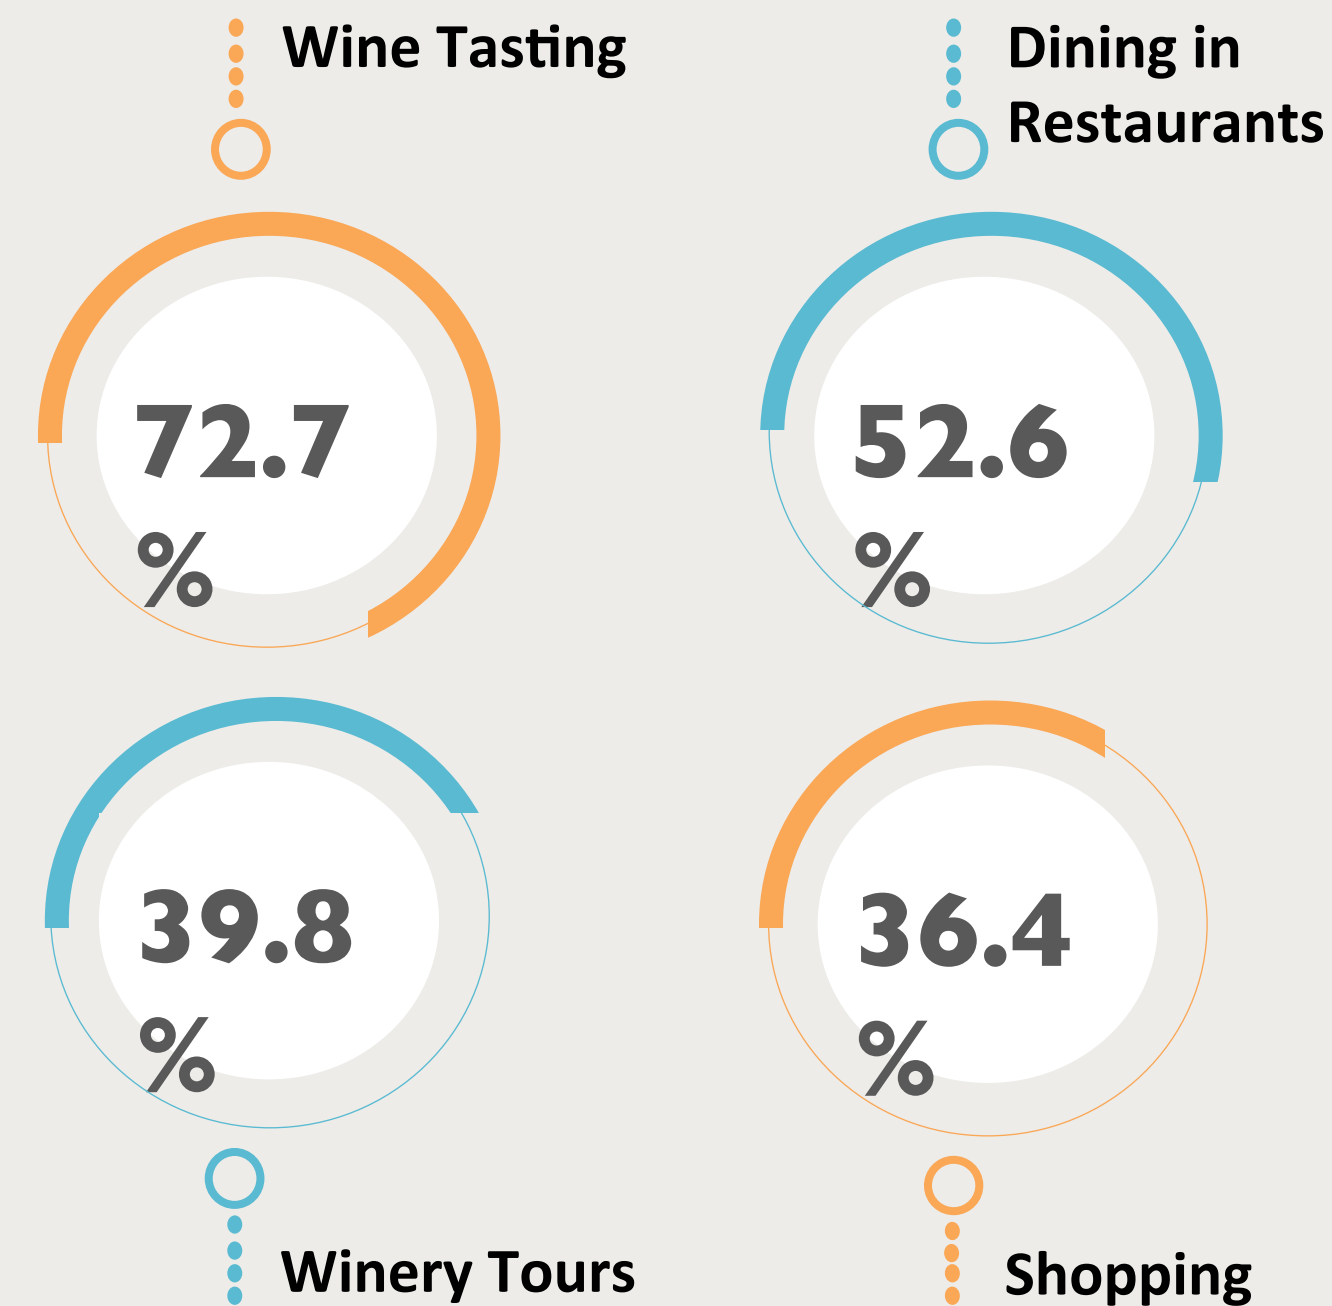 Wine Tasting
Dining in
Restaurants
72.7
%
52.6
%
39.8
%
36.4
%
Winery Tours
Shopping